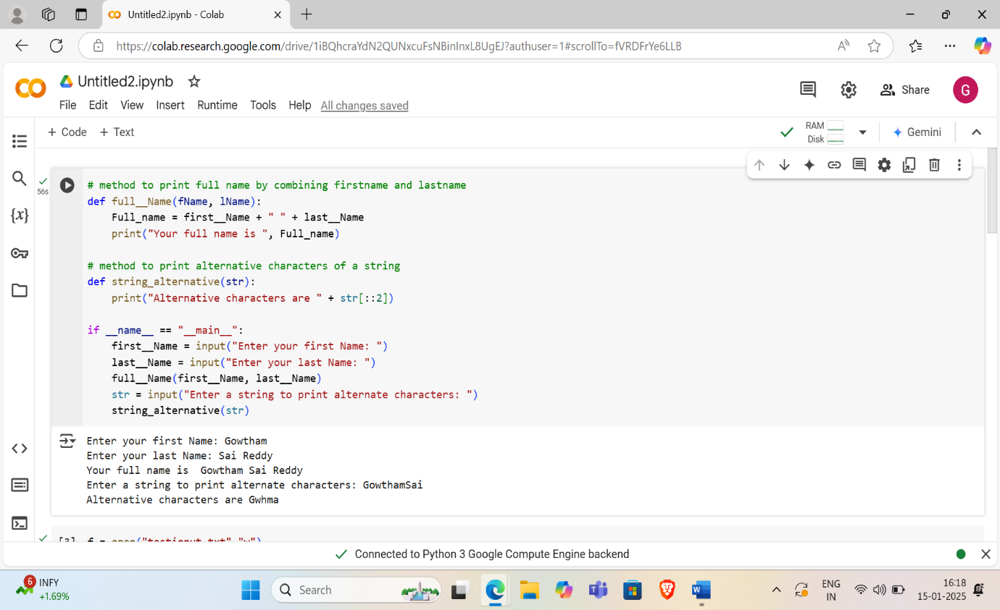 Untitled2.ipynb - Colab
https://colab.research.google.com/drive/1iBQhcraYdN2QUNxcuFsNBinInxL8UgEJ?authuser=1#scrollTo=fVRDFrYe6LLB
Untitled2.ipynb
Share
G
File Edit View Insert Runtime Tools Help All changes saved
+ Code + Text
RAM
Disk
Gemini
56s
# method to print full name by combining firstname and lastname
def full__Name(fName, lName):
    Full_name = first__Name + " " + last__Name
    print("Your full name is ", Full_name)
# method to print alternative characters of a string
def string_alternative(str):
    print("Alternative characters are " + str[::2])
if __name__ == "__main__":
    first__Name = input("Enter your first Name: ")
    last__Name = input("Enter your last Name: ")
    full__Name(first__Name, last__Name)
    str = input("Enter a string to print alternate characters: ")
    string_alternative(str)
Enter your first Name: Gowtham
Enter your last Name: Sai Reddy
Your full name is  Gowtham Sai Reddy
Enter a string to print alternate characters: GowthamSai
Alternative characters are Gwhma
[3] f = open("testinput.txt","w")
Connected to Python 3 Google Compute Engine backend
6
INFY
+1.69%
Search
ENG
IN
16:18
15-01-2025